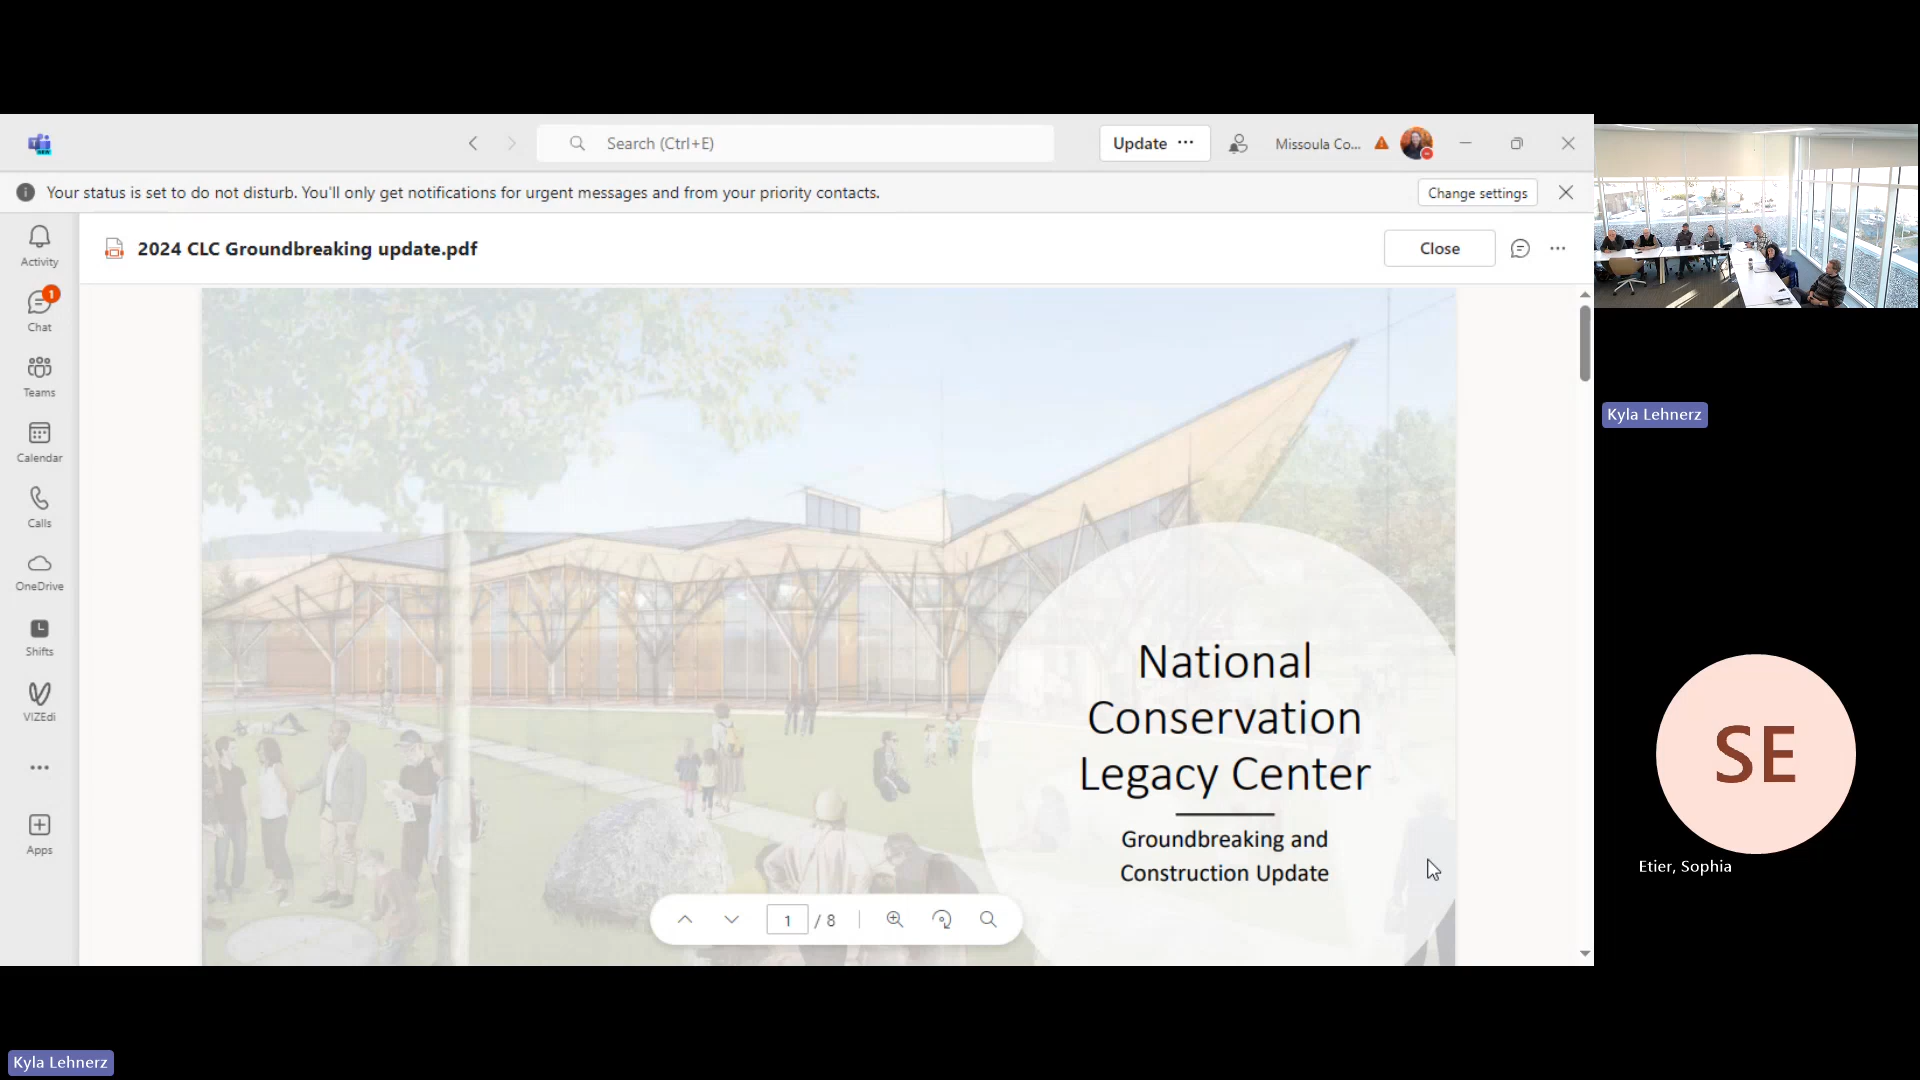 Search (Ctrl+E)
Update
Missoula Co...
Your status is set to do not disturb. You'll only get notifications for urgent messages and from your priority contacts.
Change settings
Activity
1
Chat
Teams
Calendar
Calls
OneDrive
Shifts
VIZEdi
Apps
2024 CLC Groundbreaking update.pdf
Close
National
Conservation
Legacy Center
Groundbreaking and
Construction Update
1 / 8
Kyla Lehnerz
SE
Etier, Sophia
Kyla Lehnerz